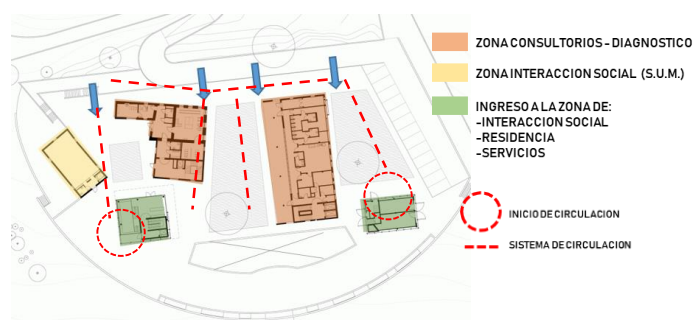 ZONA CONSULTORIOS - DIAGNOSTICO
ZONA INTERACCION SOCIAL (S.U.M.)
INGRESO A LA ZONA DE:
-INTERACCION SOCIAL
-RESIDENCIA
-SERVICIOS
INICIO DE CIRCULACION
SISTEMA DE CIRCULACION